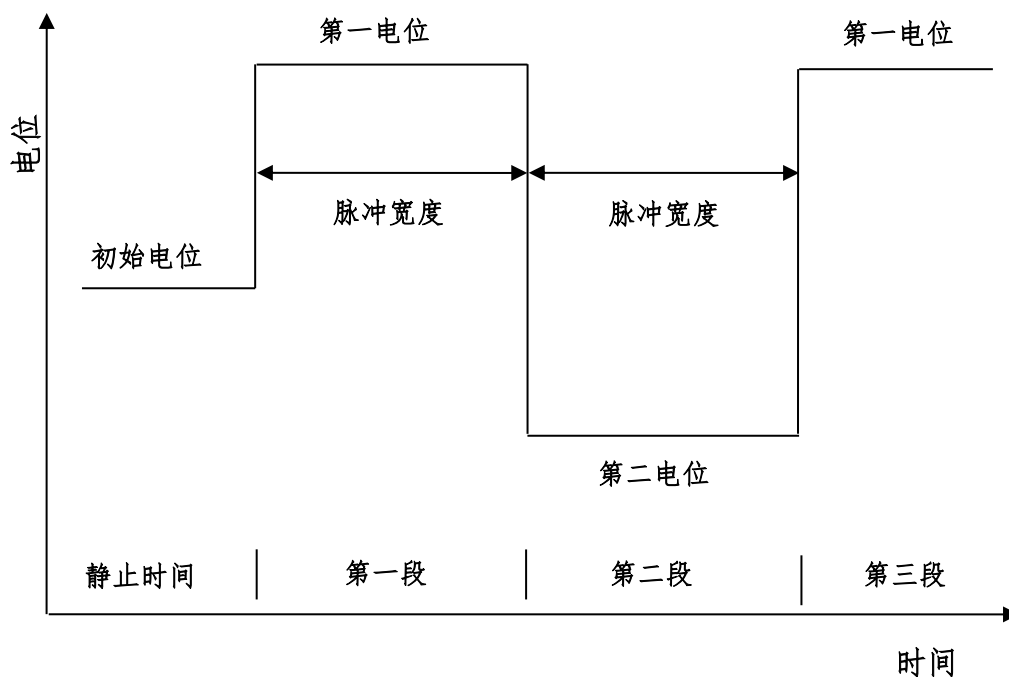 第一电位
第一电位
电位
脉冲宽度
脉冲宽度
初始电位
第二电位
静止时间
第一段
第二段
第三段
时间